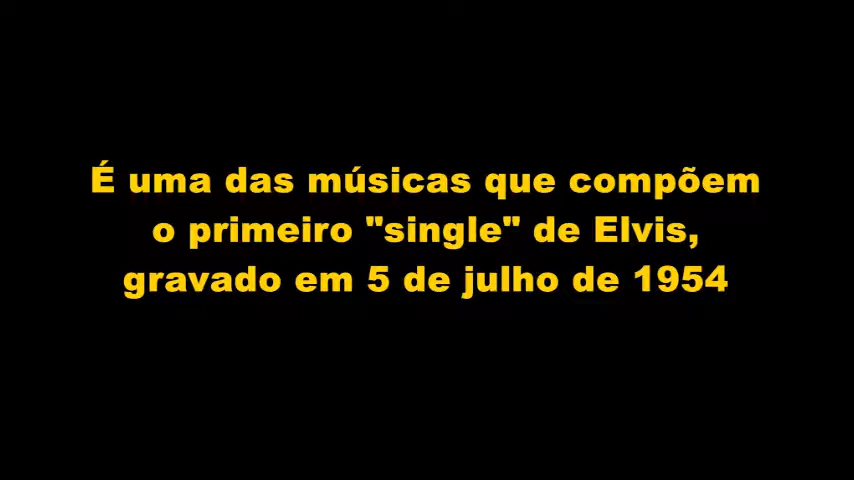 É uma das músicas que compõem
o primeiro "single" de Elvis,
gravado em 5 de julho de 1954